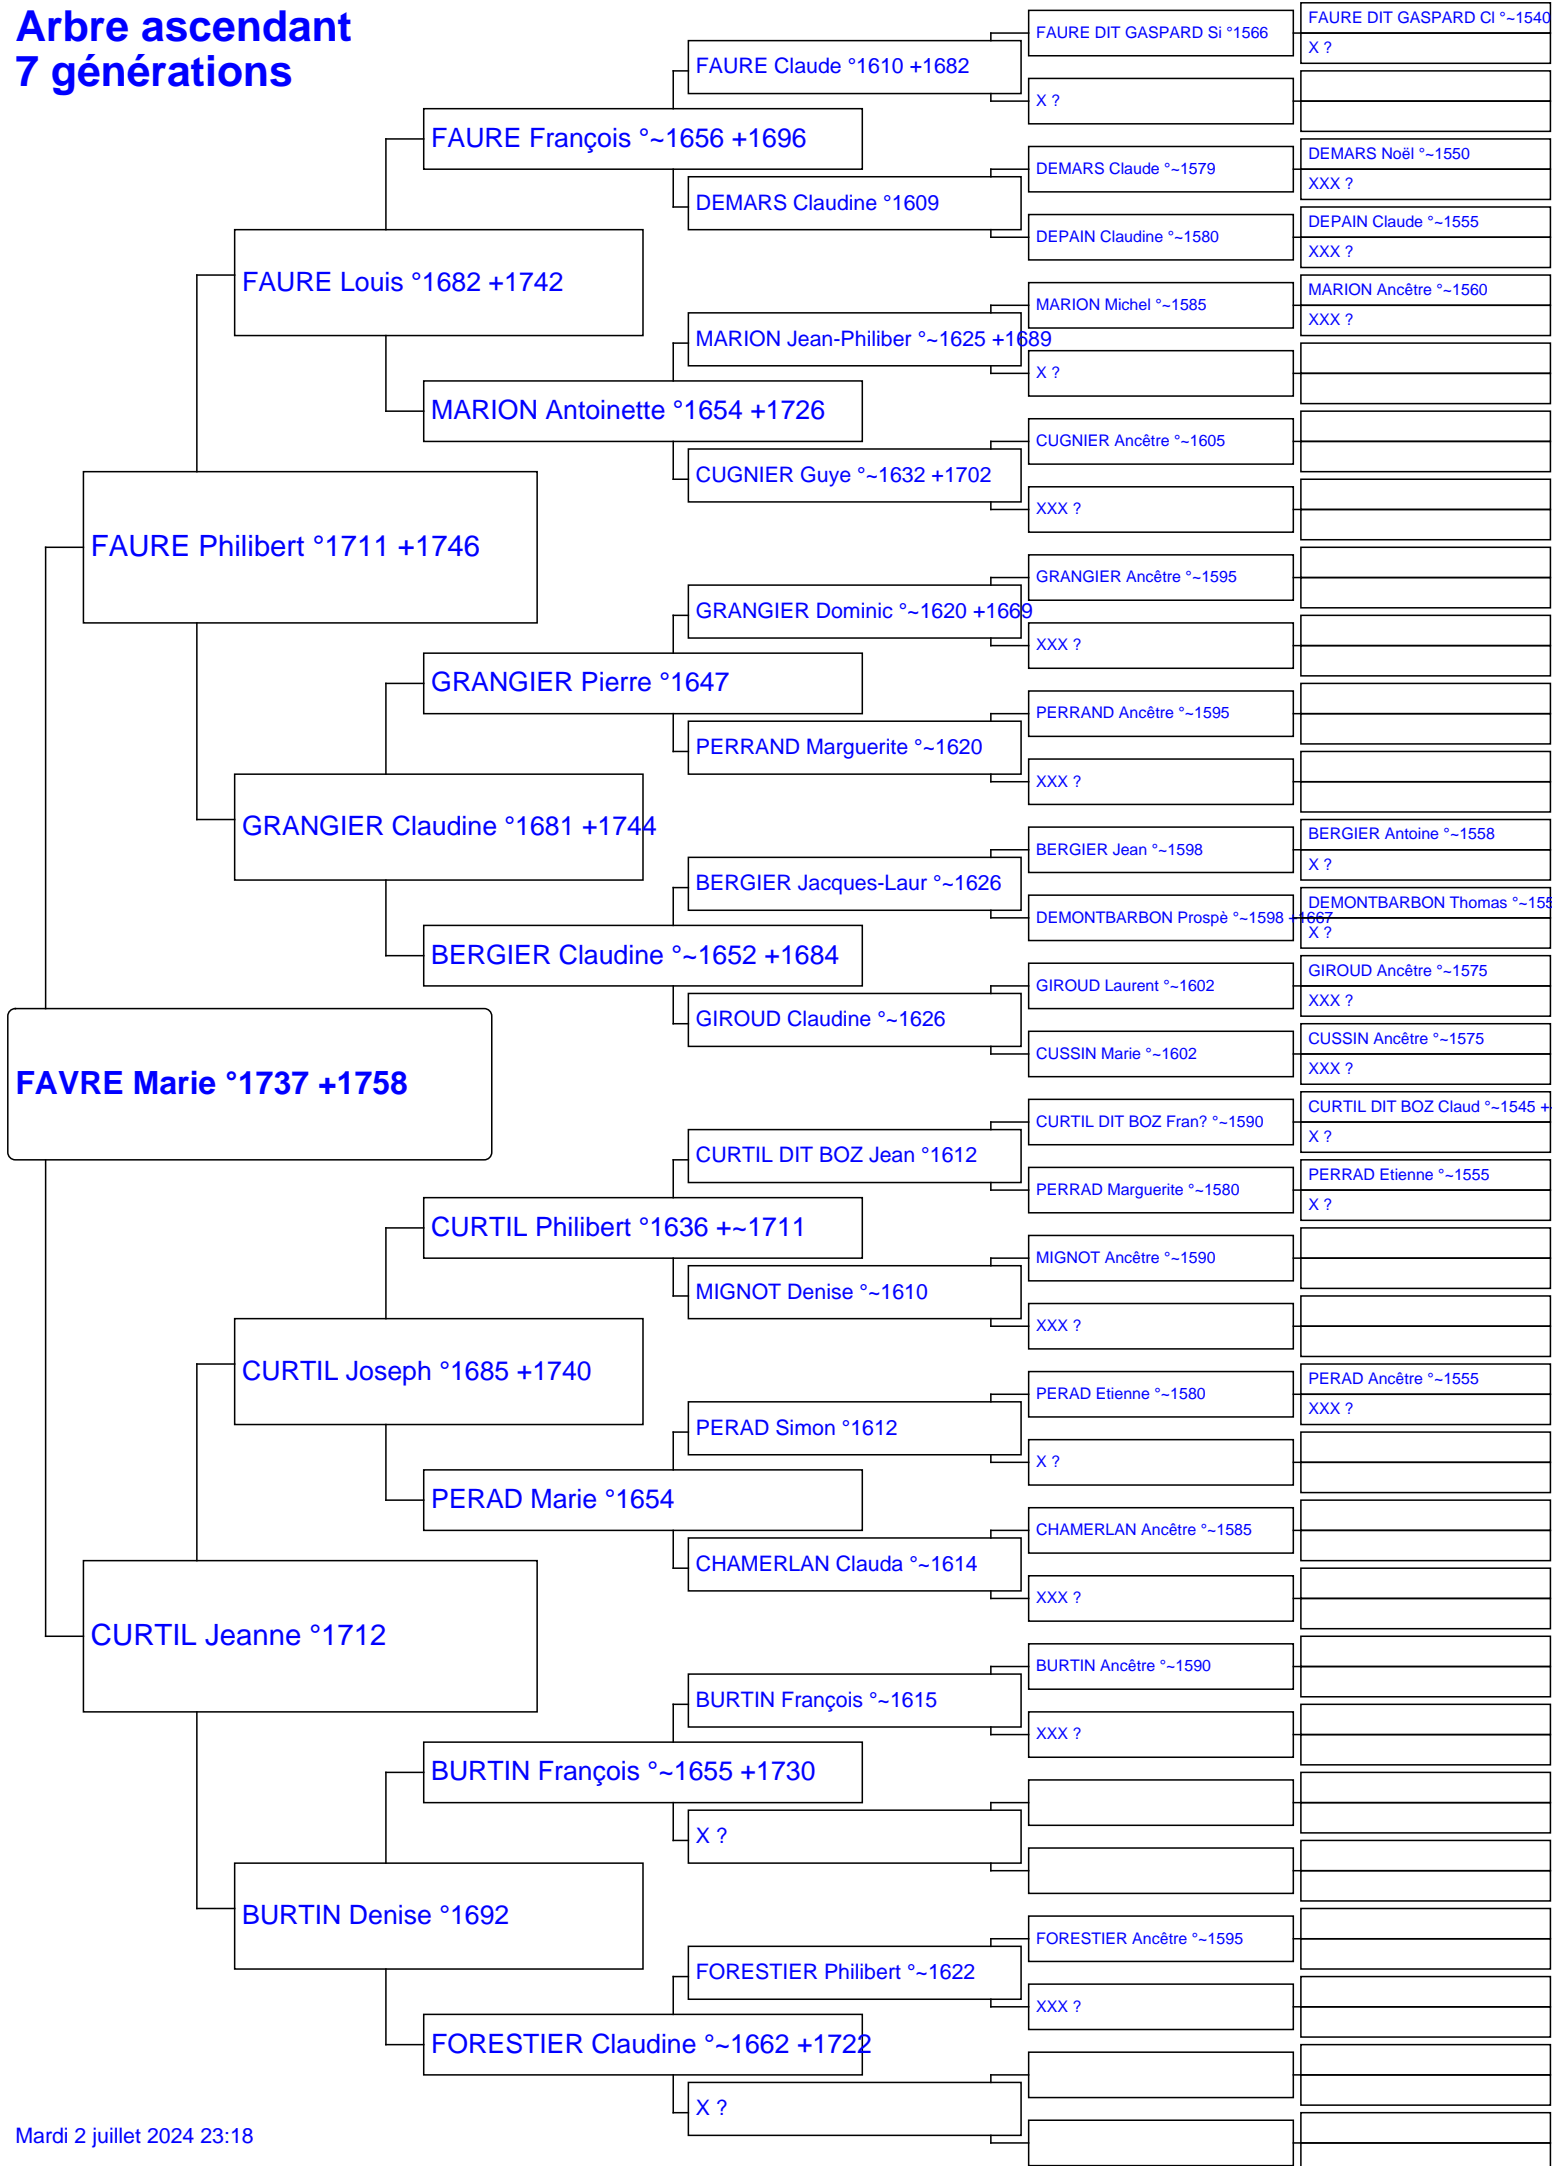 Arbre ascendant
7 générations
FAURE DIT GASPARD Si °1566
FAURE DIT GASPARD Cl °~1540
X ?
FAURE Claude °1610 +1682
X ?
FAURE François °~1656 +1696
DEMARS Claude °~1579
DEMARS Noël °~1550
XXX ?
DEMARS Claudine °1609
DEPAIN Claudine °~1580
DEPAIN Claude °~1555
XXX ?
FAURE Louis °1682 +1742
MARION Michel °~1585
MARION Ancêtre °~1560
XXX ?
MARION Jean-Philiber °~1625 +1689
X ?
MARION Antoinette °1654 +1726
CUGNIER Ancêtre °~1605
CUGNIER Guye °~1632 +1702
XXX ?
FAURE Philibert °1711 +1746
GRANGIER Ancêtre °~1595
GRANGIER Dominic °~1620 +1669
XXX ?
GRANGIER Pierre °1647
PERRAND Ancêtre °~1595
PERRAND Marguerite °~1620
XXX ?
GRANGIER Claudine °1681 +1744
BERGIER Jean °~1598
BERGIER Antoine °~1558
X ?
BERGIER Jacques-Laur °~1626
DEMONTBARBON Prospè °~1598 +1667
DEMONTBARBON Thomas °~155
X ?
BERGIER Claudine °~1652 +1684
GIROUD Laurent °~1602
GIROUD Ancêtre °~1575
XXX ?
GIROUD Claudine °~1626
CUSSIN Marie °~1602
CUSSIN Ancêtre °~1575
XXX ?
FAVRE Marie °1737 +1758
CURTIL DIT BOZ Fran? °~1590
CURTIL DIT BOZ Claud °~1545 +
X ?
CURTIL DIT BOZ Jean °1612
PERRAD Marguerite °~1580
PERRAD Etienne °~1555
X ?
CURTIL Philibert °1636 +~1711
MIGNOT Ancêtre °~1590
MIGNOT Denise °~1610
XXX ?
CURTIL Joseph °1685 +1740
PERAD Etienne °~1580
PERAD Ancêtre °~1555
XXX ?
PERAD Simon °1612
X ?
PERAD Marie °1654
CHAMERLAN Ancêtre °~1585
CHAMERLAN Clauda °~1614
XXX ?
CURTIL Jeanne °1712
BURTIN Ancêtre °~1590
BURTIN François °~1615
XXX ?
BURTIN François °~1655 +1730
X ?
BURTIN Denise °1692
FORESTIER Ancêtre °~1595
FORESTIER Philibert °~1622
XXX ?
FORESTIER Claudine °~1662 +1722
X ?
Mardi 2 juillet 2024 23:18